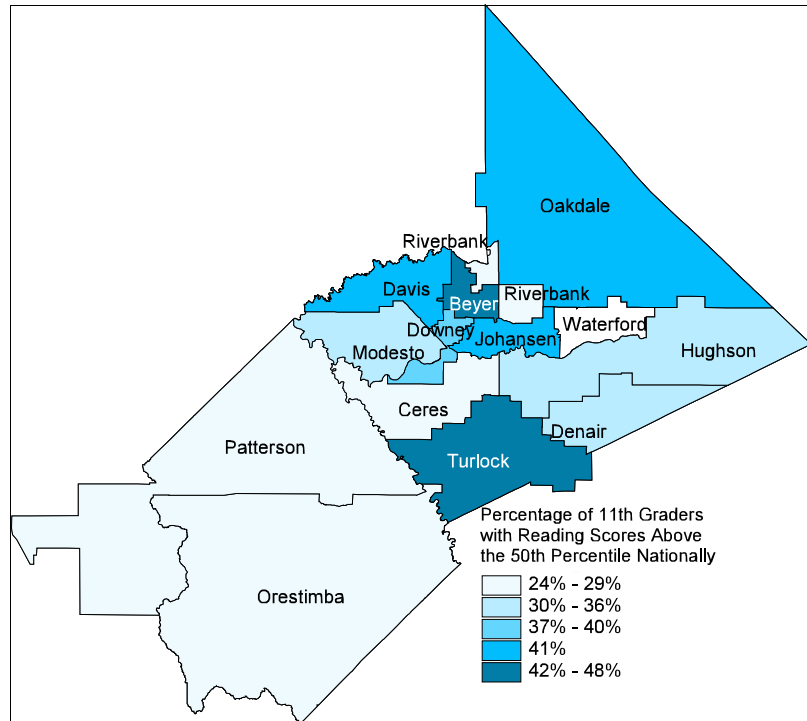 Oakdale
Riverbank
Davis
Beyer
Riverbank
Downey
Johansen
Waterford
Modesto
Hughson
Ceres
Denair
Patterson
Turlock
Orestimba
Percentage of 11th Graders
with Reading Scores Above
the 50th Percentile Nationally
24% - 29%
30% - 36%
37% - 40%
41%
42% - 48%